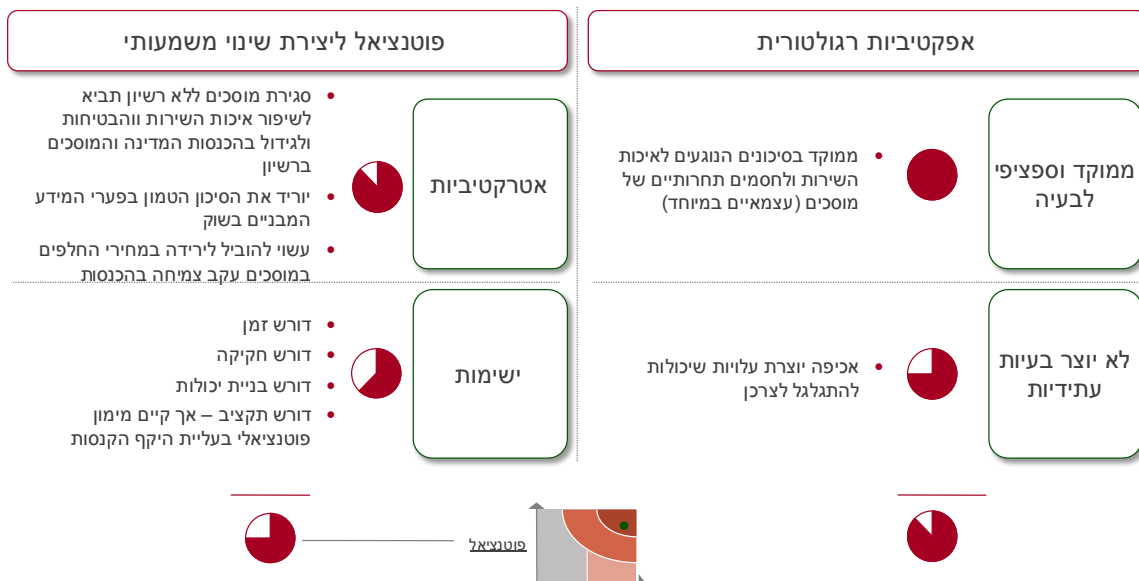 אפקטיביות רגולטורית
ממוקד וספציפי
לבעיה
ממוקד בסיכונים הנוגעים לאיכות
השירות ולחסמים תחרותיים של
מוסכים (עצמאיים במיוחד)
לא יוצר בעיות
עתידיות
אכיפה יוצרת עלויות שיכולות
להתגלגל לצרכן
פוטנציאל ליצירת שינוי משמעותי
אטרקטיביות
סגירת מוסכים ללא רשיון תביא
לשיפור איכות השירות ווהבטיחות
ולגידול בהכנסות המדינה והמוסכים
ברשיון
יוריד את הסיכון הטמון בפערי המידע
המבניים בשוק
עשוי להוביל לירידה במחירי החלפים
במוסכים עקב צמיחה בהכנסות
ישימות
דורש זמן
דורש חקיקה
דורש בניית יכולות
דורש תקציב – אך קיים מימון
פוטנציאלי בעליית היקף הקנסות
פוטנציאל